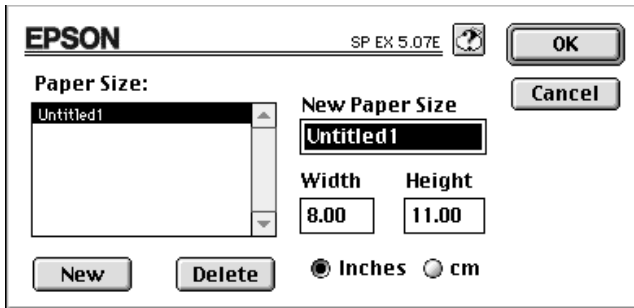 EPSON
SP EX 5.07E
OK
Paper Size:
Cancel
Untitled1
New Paper Size
Untitled1
Width Height
8.00 11.00
New Delete
Inches cm